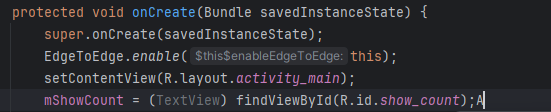 protected void onCreate(Bundle savedInstanceState) {
super.onCreate(savedInstanceState);
EdgeToEdge.enable( $this$enableEdgeToEdge: this);
setContentView(R.layout.activity_main);
mShowCount = (TextView) findViewById(R.id.show_count);A